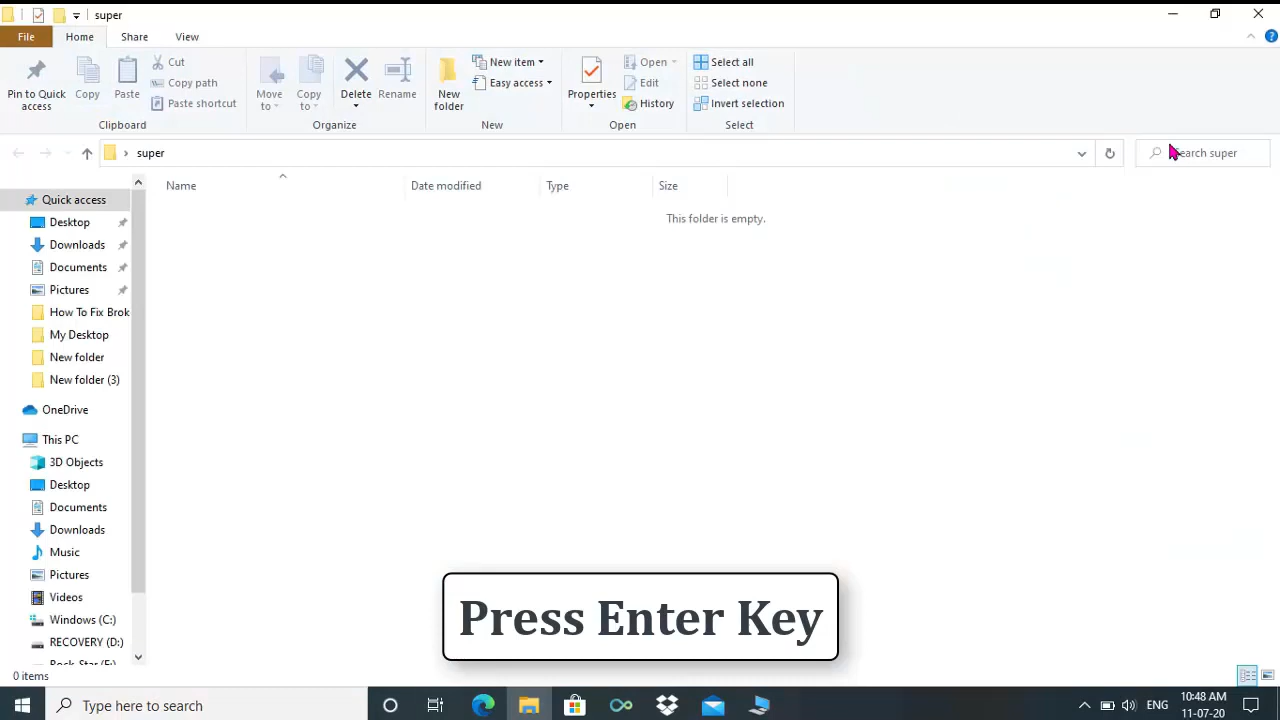 super
File Home Share View
Pin to Quick access
Copy
Paste
Cut
Copy path
Paste shortcut
Clipboard
Move to
Copy to
Delete
Rename
Organize
New folder
New item
Easy access
New
Properties
Open
Edit
History
Open
Select all
Select none
Invert selection
Select
super
Search super
Name Date modified Type Size
This folder is empty.
Quick access
Desktop
Downloads
Documents
Pictures
How To Fix Brok
My Desktop
New folder
New folder (3)
OneDrive
This PC
3D Objects
Desktop
Documents
Downloads
Music
Pictures
Videos
Windows (C:)
RECOVERY (D:)
Rock-Star (E:)
Press Enter Key
0 items
Type here to search
ENG
10:48 AM
11-07-20